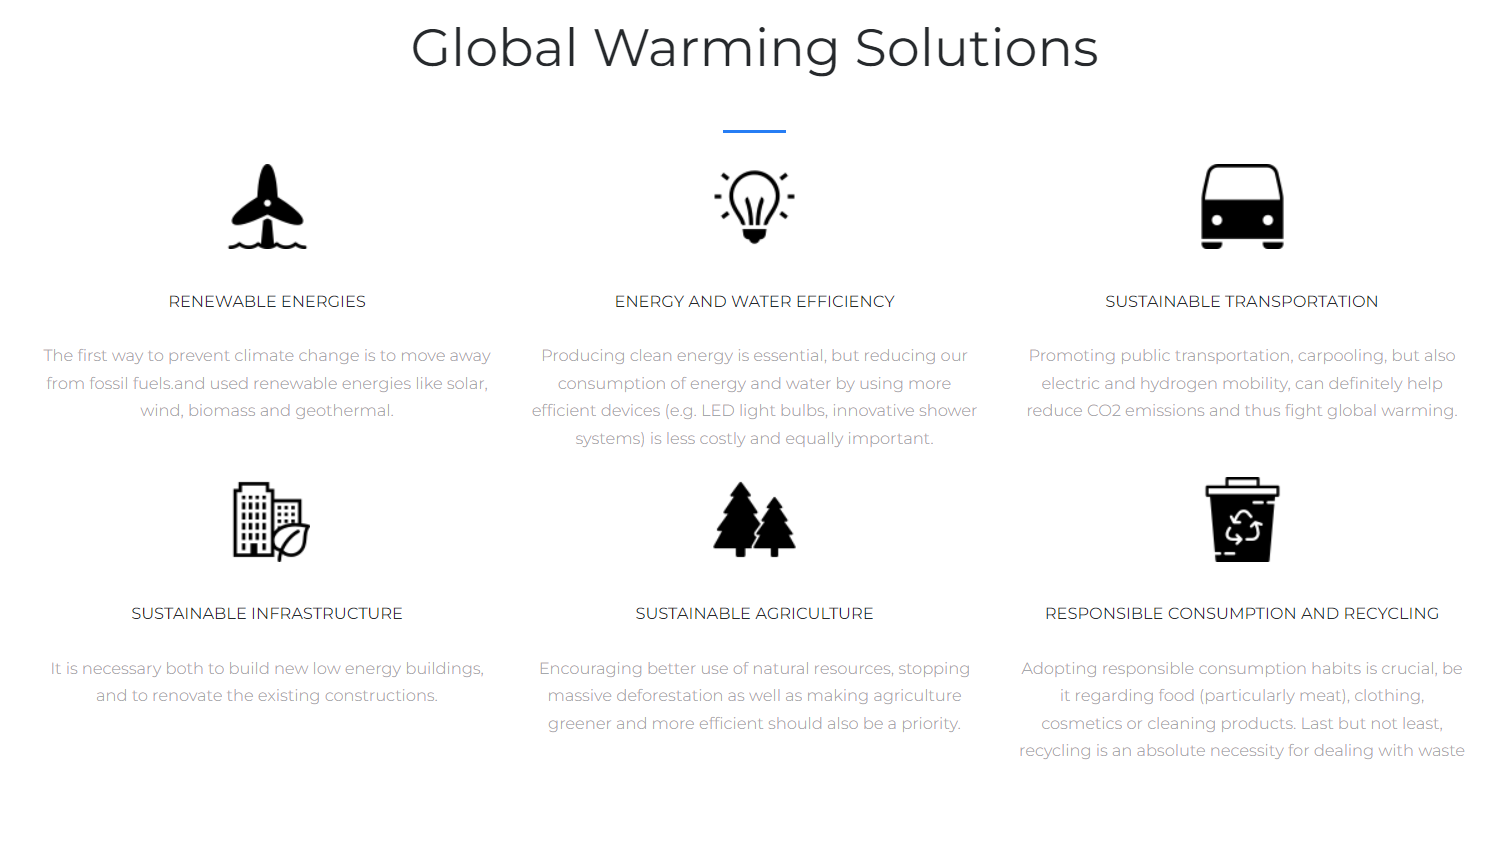 Global Warming Solutions
RENEWABLE ENERGIES
The first way to prevent climate change is to move away
from fossil fuels.and used renewable energies like solar,
wind, biomass and geothermal.
ENERGY AND WATER EFFICIENCY
Producing clean energy is essential, but reducing our
consumption of energy and water by using more
efficient devices (e.g. LED light bulbs, innovative shower
systems) is less costly and equally important.
SUSTAINABLE TRANSPORTATION
Promoting public transportation, carpooling, but also
electric and hydrogen mobility, can definitely help
reduce CO2 emissions and thus fight global warming.
SUSTAINABLE INFRASTRUCTURE
It is necessary both to build new low energy buildings,
and to renovate the existing constructions.
SUSTAINABLE AGRICULTURE
Encouraging better use of natural resources, stopping
massive deforestation as well as making agriculture
greener and more efficient should also be a priority.
RESPONSIBLE CONSUMPTION AND RECYCLING
Adopting responsible consumption habits is crucial, be
it regarding food (particularly meat), clothing,
cosmetics or cleaning products. Last but not least,
recycling is an absolute necessity for dealing with waste